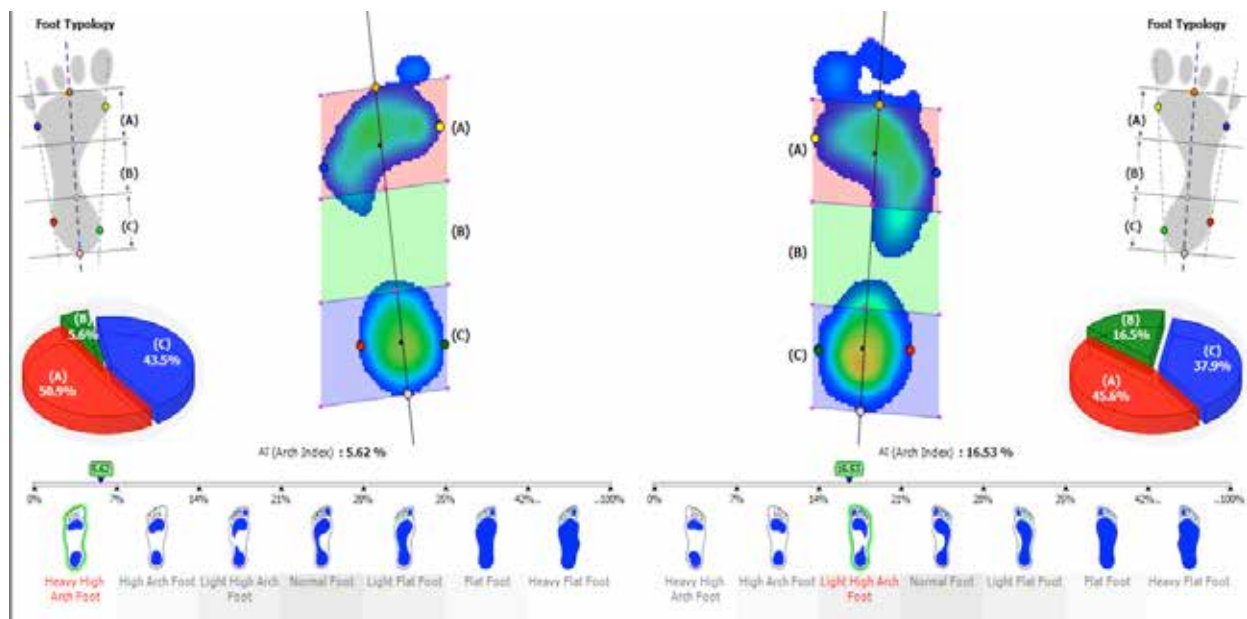 Foot Typology
(A)
(B)
(C)
(A)
(B)
(C)
(B)
5.6%
(C)
43.5%
(A)
50.9%
AI (Arch Index) : 5.62 %
5.62
0%
7%
14%
21%
28%
35%
42%...
...100%
Heavy High
Arch Foot
High Arch Foot
Light High Arch
Foot
Normal Foot
Light Flat Foot
Flat Foot
Heavy Flat Foot
Foot Typology
(A)
(B)
(C)
(A)
(B)
(C)
(B)
16.5%
(C)
37.9%
(A)
45.6%
AI (Arch Index) : 16.53 %
16.53
0%
7%
14%
21%
28%
35%
42%...
...100%
Heavy High
Arch Foot
High Arch Foot
Light High Arch
Foot
Normal Foot
Light Flat Foot
Flat Foot
Heavy Flat Foot